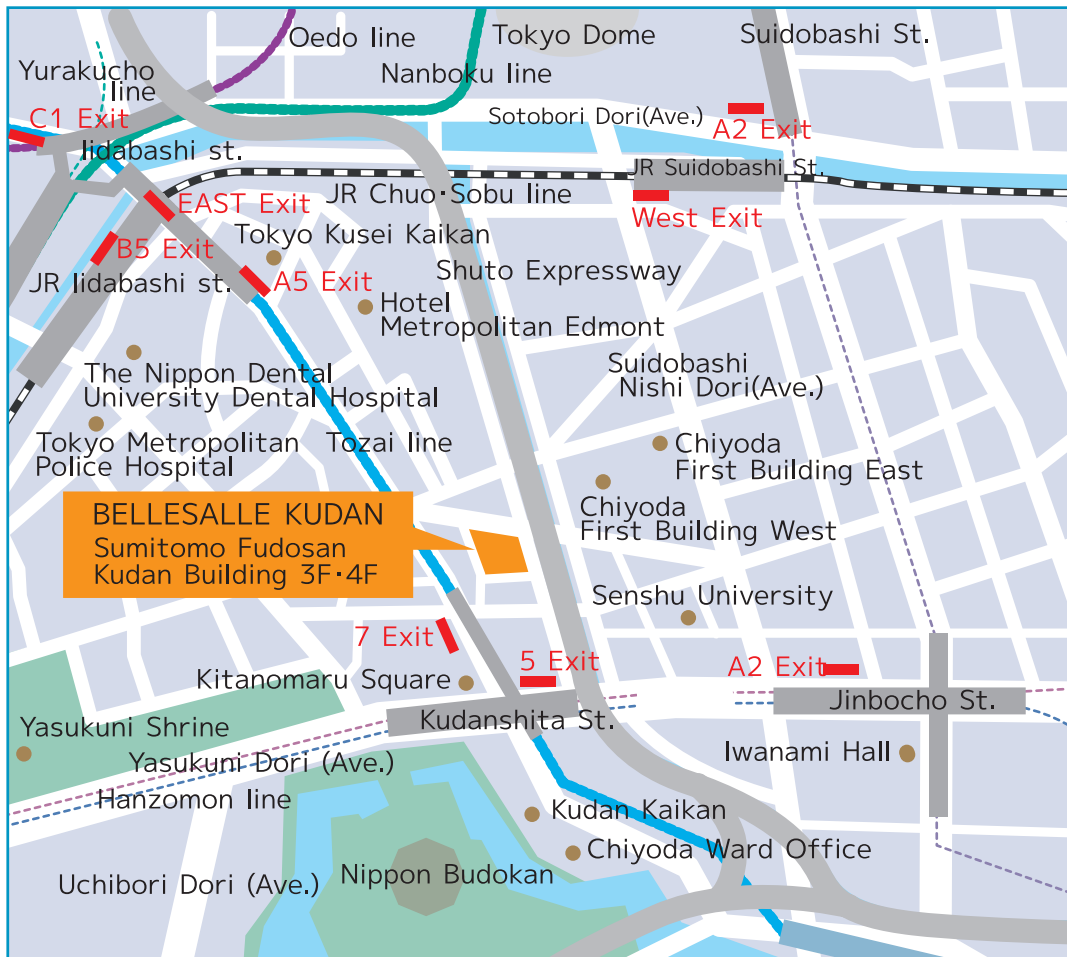 Oedo line
Tokyo Dome
Suidobashi St.
Yurakucho
line
Nanboku line
C1 Exit
Sotobori Dori(Ave.)
A2 Exit
Iidabashi st.
JR Suidobashi St.
EAST Exit
JR Chuo·Sobu line
West Exit
B5 Exit
Tokyo Kusei Kaikan
JR Iidabashi st.
A5 Exit
Shuto Expressway
Hotel
Metropolitan Edmont
The Nippon Dental
University Dental Hospital
Suidobashi
Nishi Dori(Ave.)
Tokyo Metropolitan
Police Hospital
Tozai line
Chiyoda
First Building East
Chiyoda
First Building West
BELLESALLE KUDAN
Sumitomo Fudosan
Kudan Building 3F·4F
Senshu University
7 Exit
5 Exit
A2 Exit
Kitanomaru Square
Jinbocho St.
Kudanshita St.
Yasukuni Shrine
Yasukuni Dori (Ave.)
Iwanami Hall
Hanzomon line
Kudan Kaikan
Chiyoda Ward Office
Nippon Budokan
Uchibori Dori (Ave.)